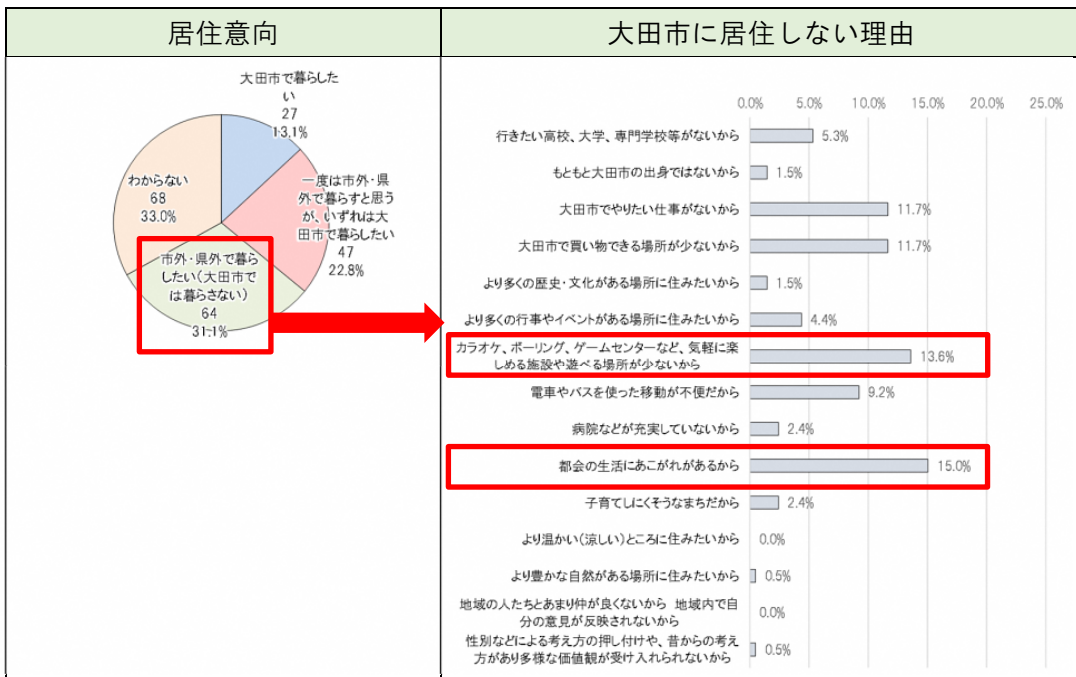 居住意向
大田市に居住しない理由
大田市で暮らした
い
27
13.1%
一度は市外・県
外で暮らすと思う
が、いずれは大
田市で暮らしたい
47
22.8%
市外・県外で暮ら
したい(大田市で
は暮らさない)
64
31.1%
わからない
68
33.0%
0.0% 5.0% 10.0% 15.0% 20.0% 25.0%
行きたい高校、大学、専門学校等がないから 5.3%
もともと大田市の出身ではないから 1.5%
大田市でやりたい仕事がないから 11.7%
大田市で買い物できる場所が少ないから 11.7%
より多くの歴史・文化がある場所に住みたいから 1.5%
より多くの行事やイベントがある場所に住みたいから 4.4%
カラオケ、ボーリング、ゲームセンターなど、気軽に楽
しめる施設や遊べる場所が少ないから 13.6%
電車やバスを使った移動が不便だから 9.2%
病院などが充実していないから 2.4%
都会の生活にあこがれがあるから 15.0%
子育てしにくそうなまちだから 2.4%
より温かい(涼しい)ところに住みたいから 0.0%
より豊かな自然がある場所に住みたいから 0.5%
地域の人たちとあまり仲が良くないから 地域内で自
分の意見が反映されないから 0.0%
性別などによる考え方の押し付けや、昔からの考え
方があり多様な価値観が受け入れられないから 0.5%